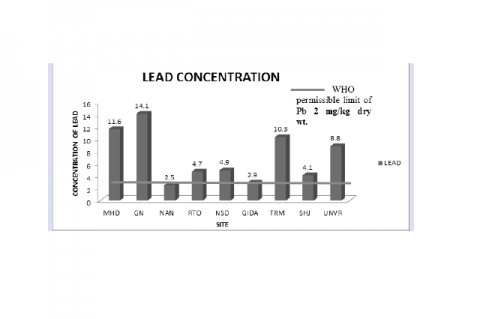 LEAD CONCENTRATION
WHO
permissible limit of
Pb 2 mg/kg dry
wt.
CONCENTRATION OF LEAD
16
14
12
10
8
6
4
2
0
11.6
14.1
2.5
4.7
4.9
2.9
10.3
4.1
8.8
LEAD
MHD GN NAN RTO NSD GIDA TRM SHJ UNVR
SITE